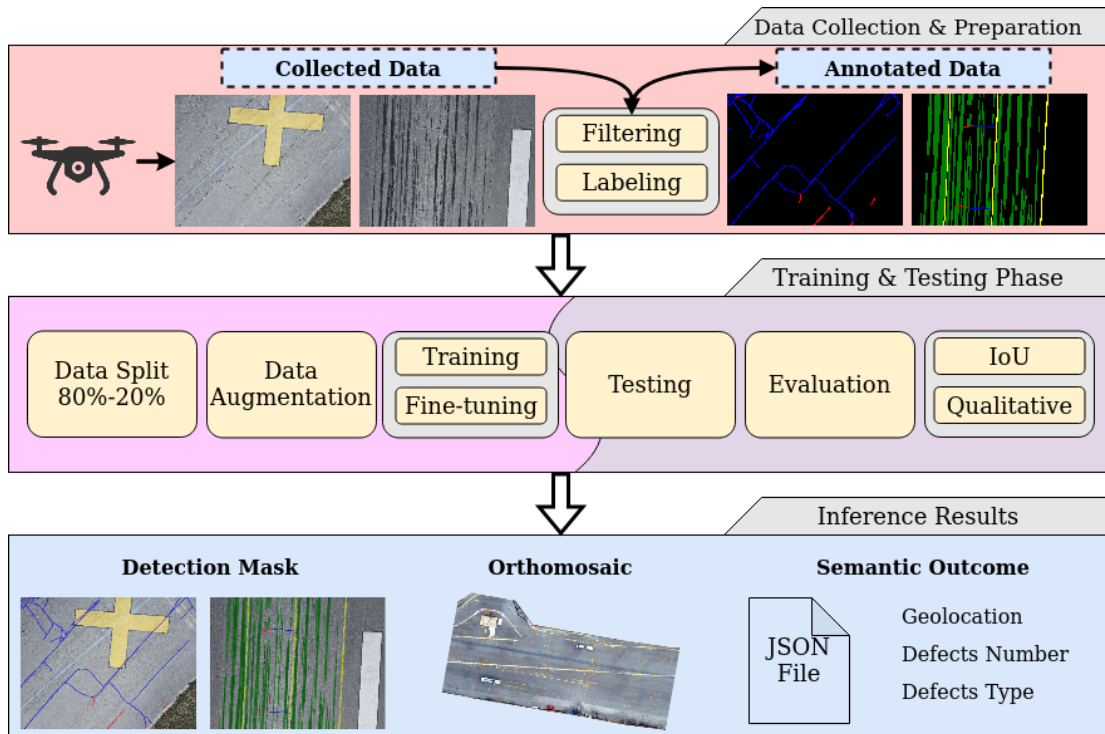 Data Collection & Preparation
Collected Data
Annotated Data
Filtering
Labeling
Training & Testing Phase
Data Split
80%-20%
Data
Augmentation
Training
Fine-tuning
Testing
Evaluation
IoU
Qualitative
Inference Results
Detection Mask
Orthomosaic
Semantic Outcome
JSON
File
Geolocation
Defects Number
Defects Type